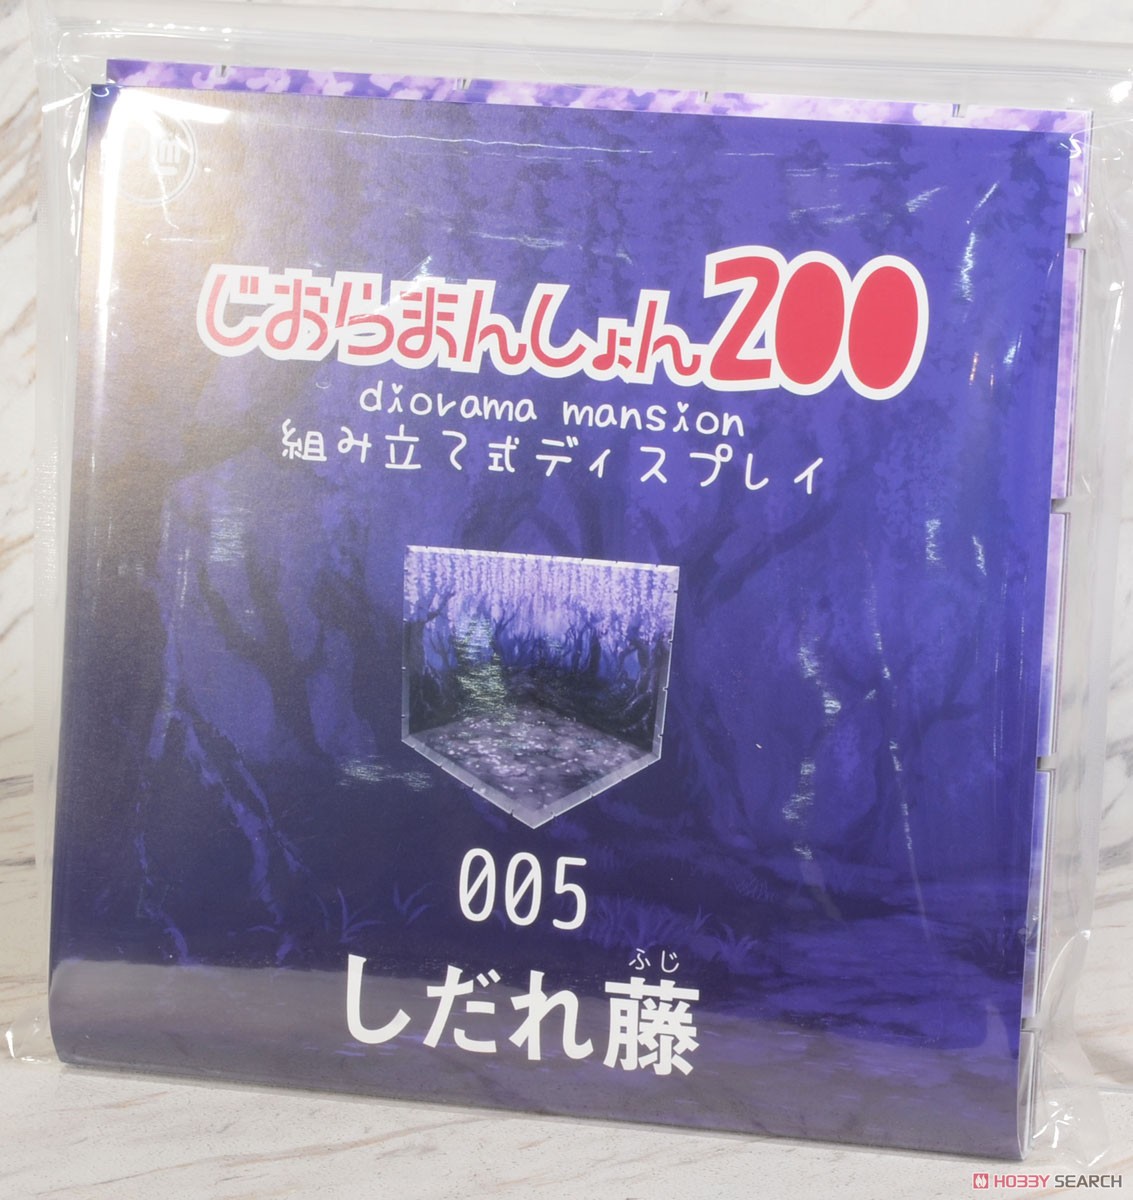 じおらまんしょん200
diorama mansion
組み立て式ディスプレイ
005
ふじ
しだれ藤
HOBBY SEARCH